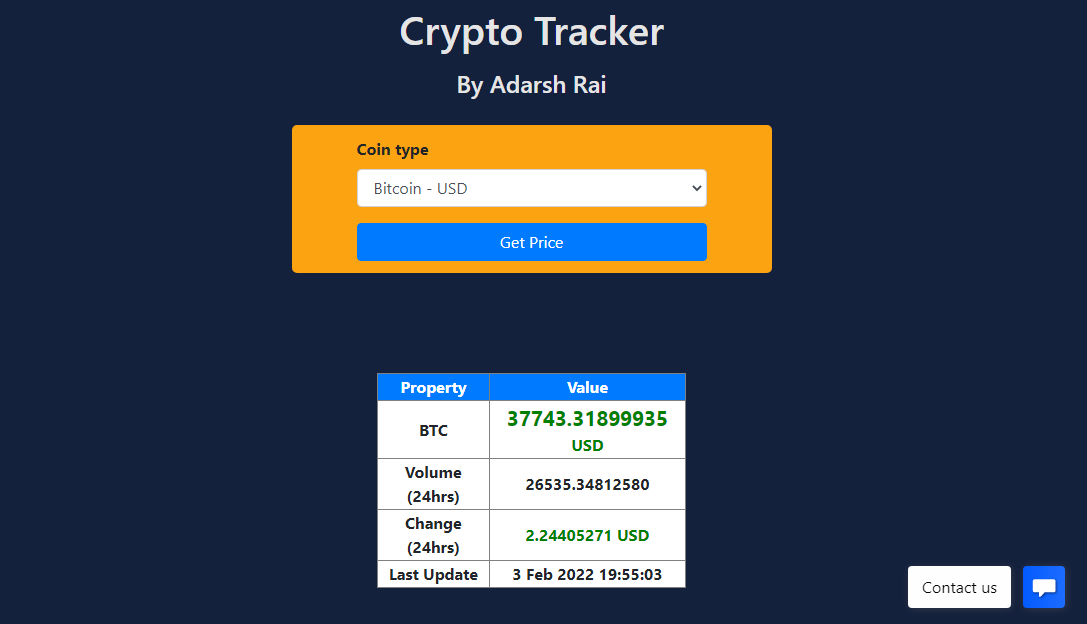 Crypto Tracker
By Adarsh Rai
Coin type
Bitcoin - USD
Get Price
Property Value
BTC 37743.31899935
USD
Volume
(24hrs) 26535.34812580
Change
(24hrs) 2.24405271 USD
Last Update 3 Feb 2022 19:55:03
Contact us